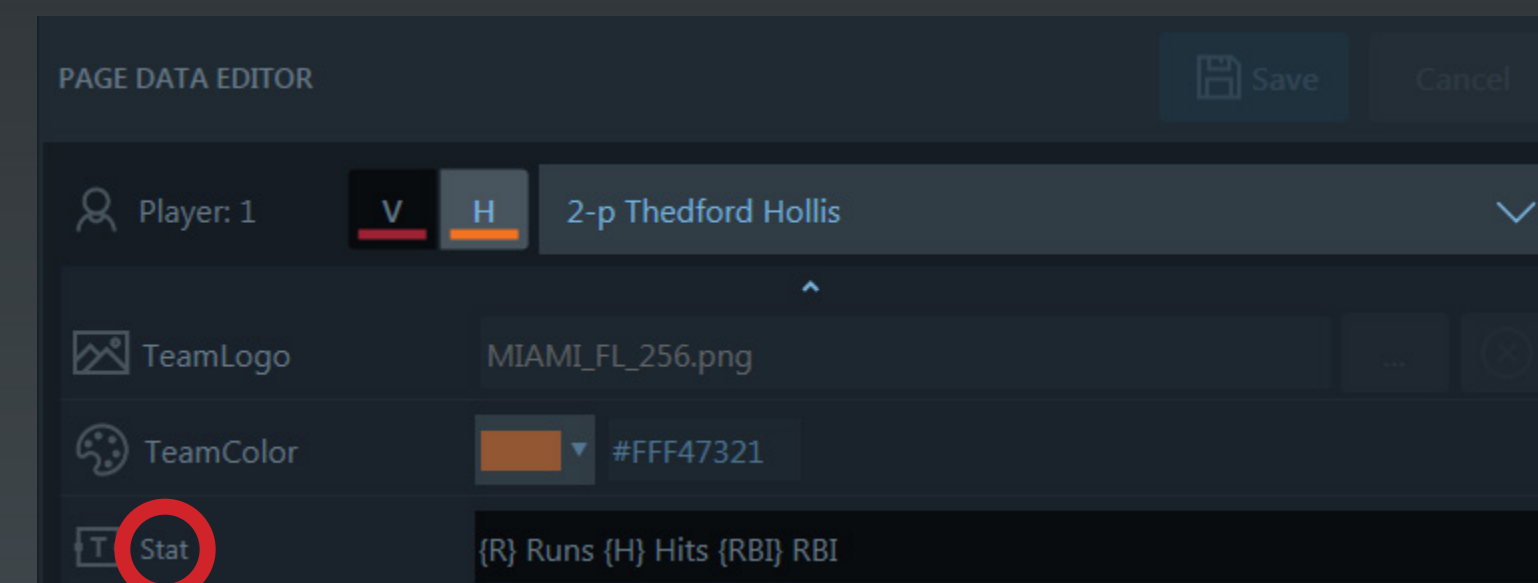 PAGE DATA EDITOR Save Cancel
Player: 1 V H 2-p Thedford Hollis
TeamLogo MIAMI_FL_256.png ...
TeamColor #FFF47321
T Stat {R} Runs {H} Hits {RBI} RBI